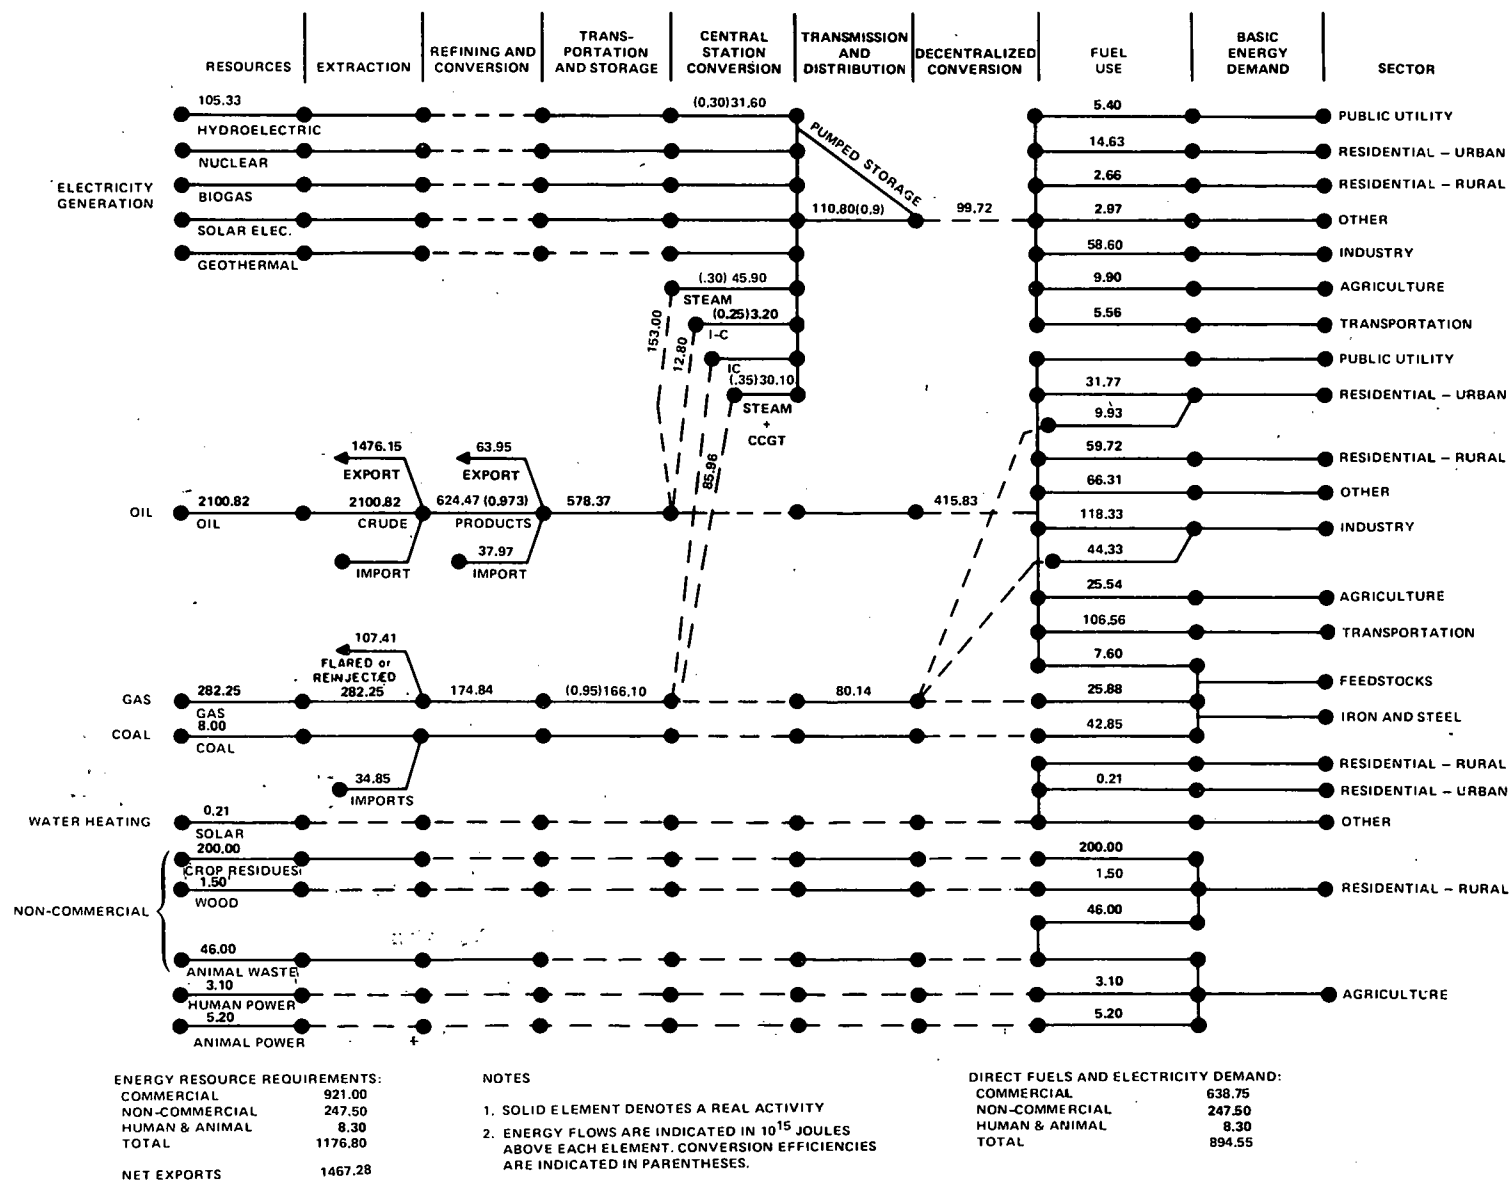 RESOURCES
EXTRACTION
REFINING AND
CONVERSION
TRANS-
PORTATION
AND STORAGE
CENTRAL
STATION
CONVERSION
TRANSMISSION
AND
DISTRIBUTION
DECENTRALIZED
CONVERSION
FUEL
USE
BASIC
ENERGY
DEMAND
SECTOR
ELECTRICITY
GENERATION
105.33
HYDROELECTRIC
(0.30)31.60
5.40
PUBLIC UTILITY
PUMPED STORAGE
NUCLEAR
14.63
RESIDENTIAL – URBAN
BIOGAS
2.66
RESIDENTIAL – RURAL
SOLAR ELEC.
110.80(0.9)
99.72
2.97
OTHER
GEOTHERMAL
58.60
INDUSTRY
(.30) 45.90
STEAM
9.90
AGRICULTURE
153.00
12.80
(0.25)3.20
I-C
5.56
TRANSPORTATION
IC
PUBLIC UTILITY
(.35)30.10
STEAM
+
CCGT
85.98
31.77
RESIDENTIAL – URBAN
9.93
59.72
RESIDENTIAL – RURAL
66.31
OTHER
OIL
2100.82
OIL
1476.15
EXPORT
2100.82
CRUDE
IMPORT
63.95
EXPORT
624.47 (0.973)
PRODUCTS
37.97
IMPORT
578.37
415.83
118.33
INDUSTRY
44.33
25.54
AGRICULTURE
106.56
TRANSPORTATION
7.60
FEEDSTOCKS
GAS
282.25
GAS
107.41
FLARED or
REINJECTED
282.25
174.84
(0.95)166.10
80.14
25.88
IRON AND STEEL
COAL
8.00
COAL
34.85
IMPORTS
42.85
RESIDENTIAL – RURAL
0.21
RESIDENTIAL – URBAN
WATER HEATING
0.21
SOLAR
OTHER
NON-COMMERCIAL
200.00
CROP RESIDUES
200.00
1.50
WOOD
1.50
RESIDENTIAL – RURAL
46.00
46.00
ANIMAL WASTE
3.10
HUMAN POWER
3.10
AGRICULTURE
5.20
ANIMAL POWER
5.20
ENERGY RESOURCE REQUIREMENTS:
COMMERCIAL 921.00
NON-COMMERCIAL 247.50
HUMAN & ANIMAL 8.30
TOTAL 1176.80
NET EXPORTS 1467.28
NOTES
1. SOLID ELEMENT DENOTES A REAL ACTIVITY
2. ENERGY FLOWS ARE INDICATED IN 10¹⁵ JOULES
ABOVE EACH ELEMENT. CONVERSION EFFICIENCIES
ARE INDICATED IN PARENTHESES.
DIRECT FUELS AND ELECTRICITY DEMAND:
COMMERCIAL 638.75
NON-COMMERCIAL 247.50
HUMAN & ANIMAL 8.30
TOTAL 894.55